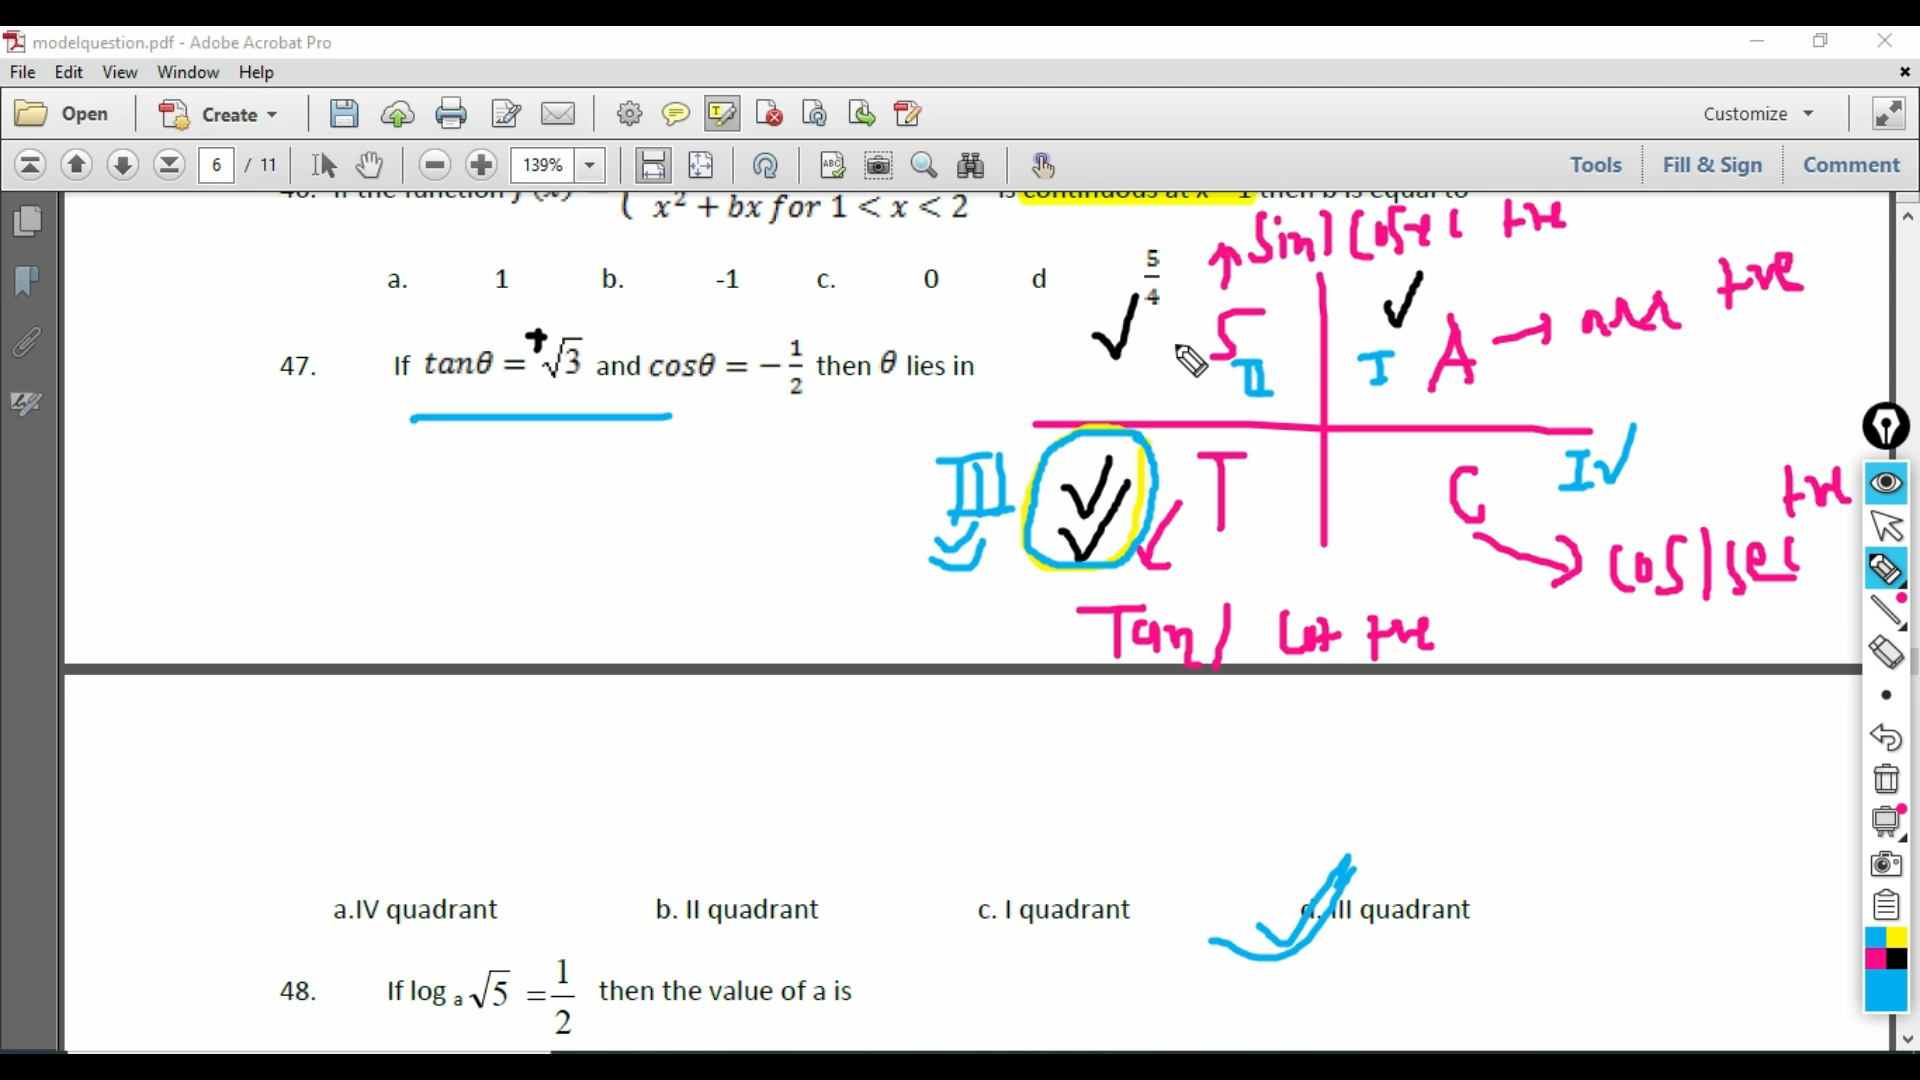 modelquestion.pdf - Adobe Acrobat Pro
File Edit View Window Help
Open Create Customize
6 / 11 139% Tools Fill & Sign Comment
x² + bx for 1 < x < 2
a. 1 b. -1 c. 0 d 5/4
Sin / Cosec +ve
S
II
I
A → all +ve
47. If tanθ = +√3 and cosθ = -1/2 then θ lies in
III
T
C
IV
+ve
cos / sec
Tan / Cot +ve
a.IV quadrant b. II quadrant c. I quadrant d. III quadrant
48. If log a √5 = 1/2 then the value of a is